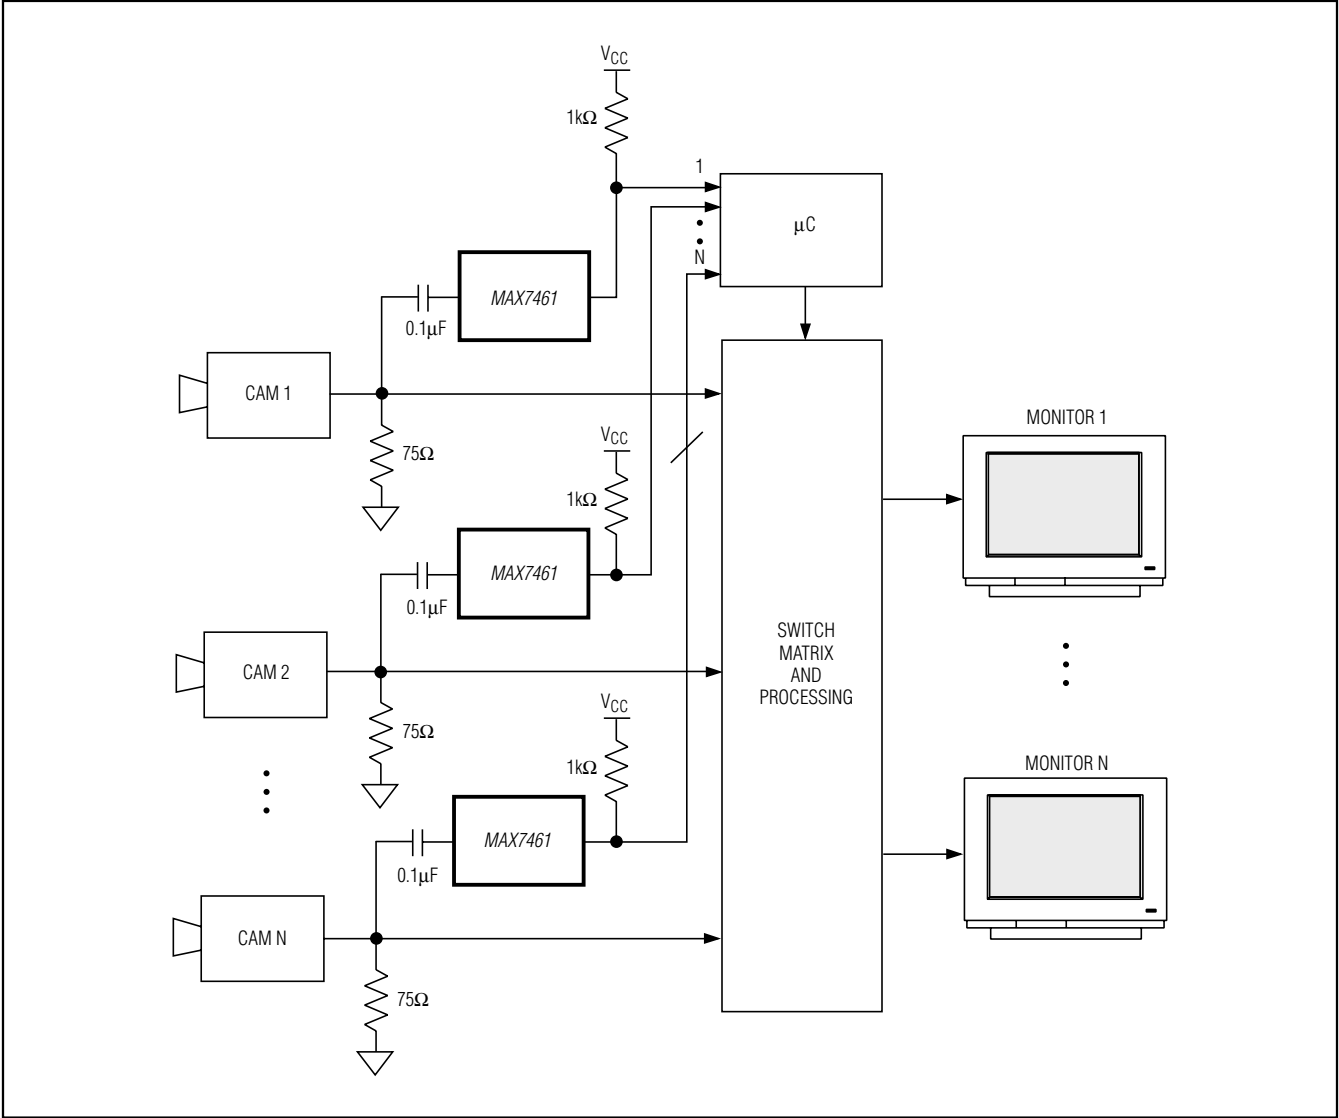 VCC
1kΩ
1
µC
N
MAX7461
0.1µF
CAM 1
75Ω
VCC
1kΩ
MAX7461
0.1µF
CAM 2
75Ω
VCC
1kΩ
MAX7461
0.1µF
CAM N
75Ω
SWITCH
MATRIX
AND
PROCESSING
MONITOR 1
MONITOR N